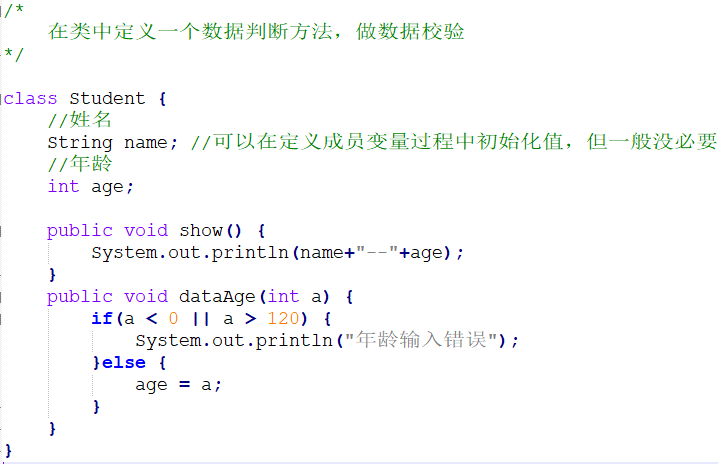 /*
    在类中定义一个数据判断方法，做数据校验
*/
class Student {
    //姓名
    String name; //可以在定义成员变量过程中初始化值，但一般没必要
    //年龄
    int age;
    public void show() {
        System.out.println(name+"--"+age);
    }
    public void dataAge(int a) {
        if(a < 0 || a > 120) {
            System.out.println("年龄输入错误");
        }else {
            age = a;
        }
    }
}